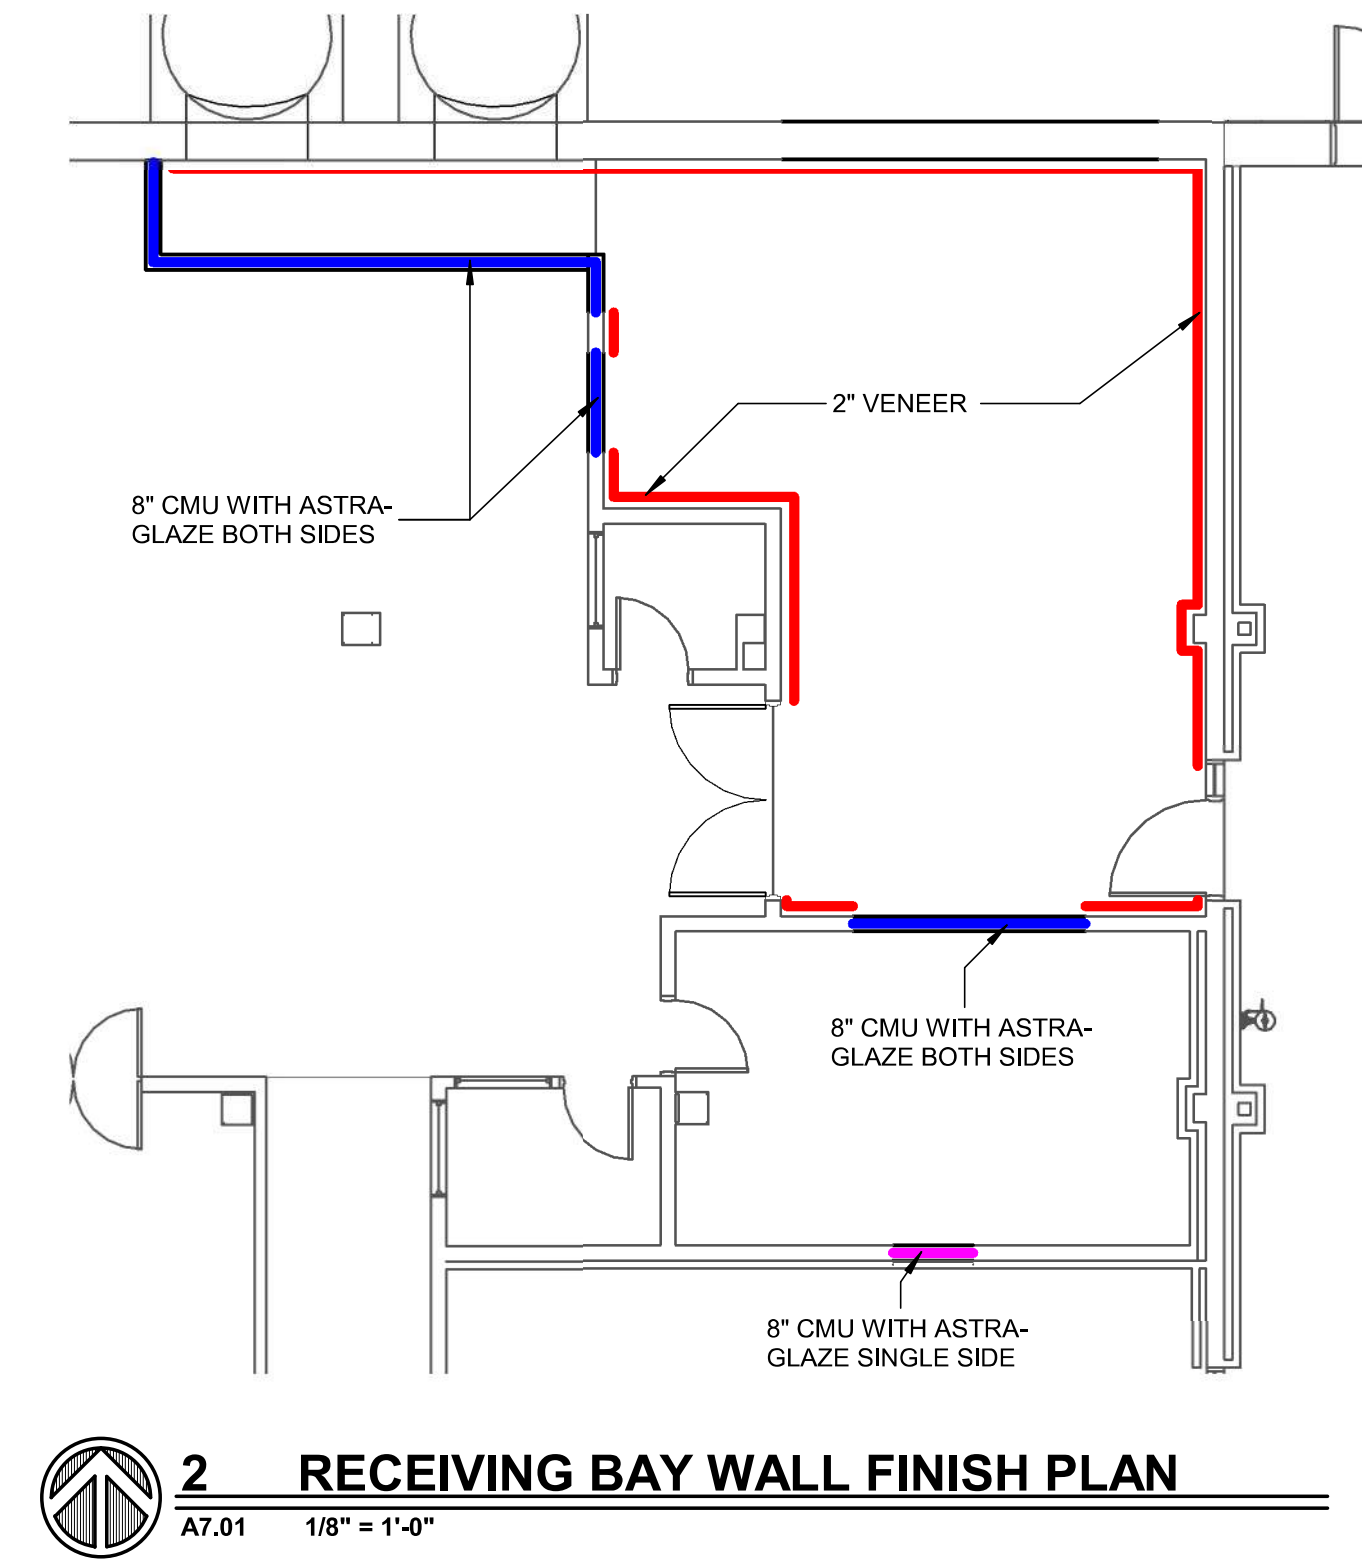 2" VENEER
8" CMU WITH ASTRA-
GLAZE BOTH SIDES
8" CMU WITH ASTRA-
GLAZE BOTH SIDES
8" CMU WITH ASTRA-
GLAZE SINGLE SIDE
2 RECEIVING BAY WALL FINISH PLAN
A7.01 1/8" = 1'-0"